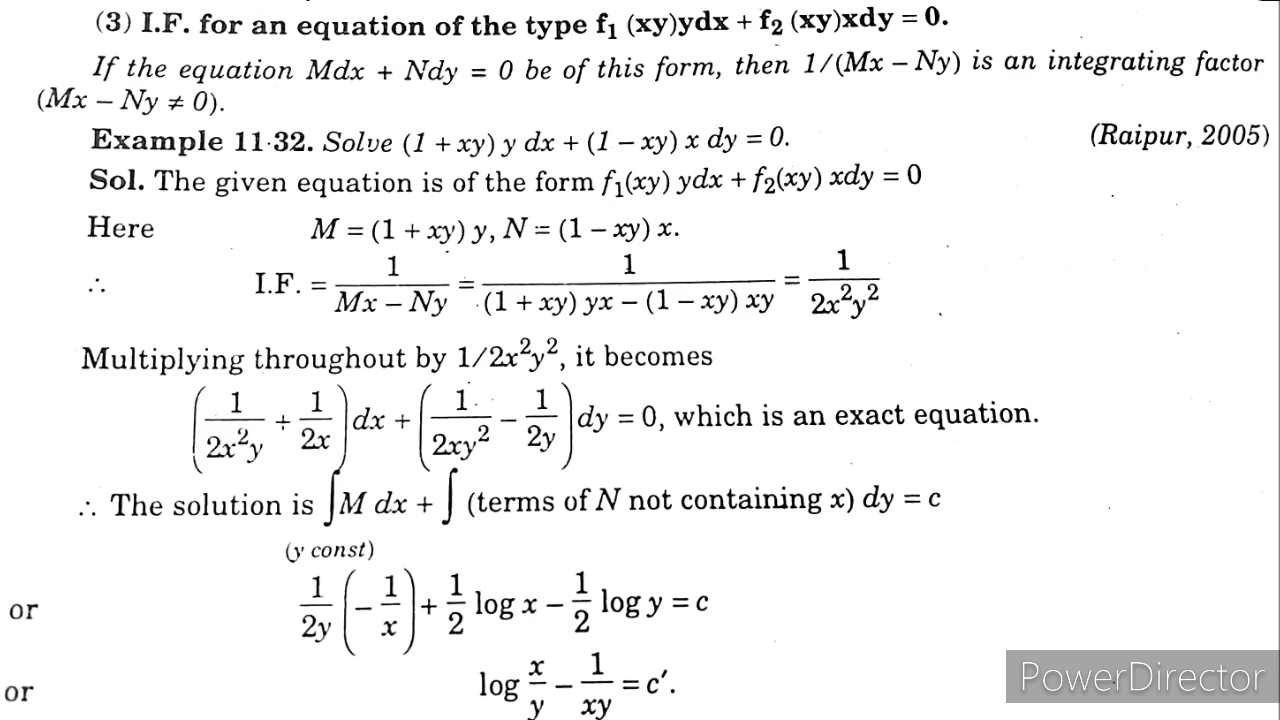 (3) I.F. for an equation of the type f₁ (xy)ydx + f₂ (xy)xdy = 0.
If the equation Mdx + Ndy = 0 be of this form, then 1/(Mx – Ny) is an integrating factor
(Mx – Ny ≠ 0).
Example 11·32. Solve (1 + xy) y dx + (1 – xy) x dy = 0. (Raipur, 2005)
Sol. The given equation is of the form f₁(xy) ydx + f₂(xy) xdy = 0
Here M = (1 + xy) y, N = (1 – xy) x.
∴ I.F. = 1/(Mx – Ny) = 1/((1 + xy) yx – (1 – xy) xy) = 1/(2x²y²)
Multiplying throughout by 1/2x²y², it becomes
(1/(2x²y) + 1/(2x)) dx + (1/(2xy²) – 1/(2y)) dy = 0, which is an exact equation.
∴ The solution is ∫M dx + ∫ (terms of N not containing x) dy = c
(y const)
or 1/(2y) (– 1/x) + 1/2 log x – 1/2 log y = c
or log x/y – 1/(xy) = c′.
PowerDirector